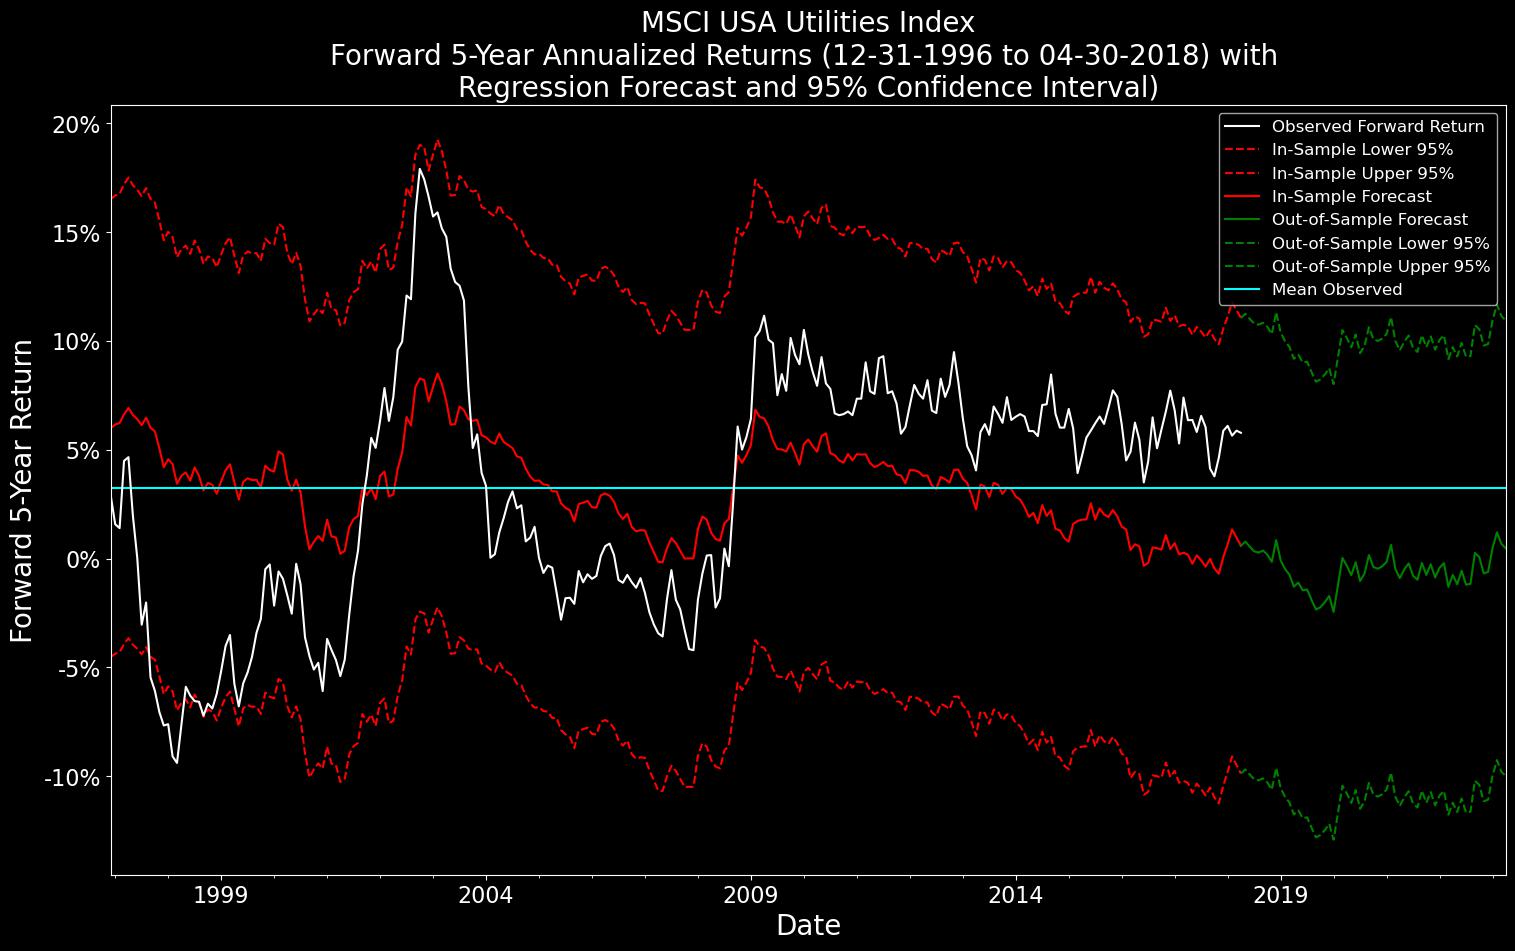 MSCI USA Utilities Index
Forward 5-Year Annualized Returns (12-31-1996 to 04-30-2018) with
Regression Forecast and 95% Confidence Interval)
Observed Forward Return
In-Sample Lower 95%
In-Sample Upper 95%
In-Sample Forecast
Out-of-Sample Forecast
Out-of-Sample Lower 95%
Out-of-Sample Upper 95%
Mean Observed
Forward 5-Year Return
20%
15%
10%
5%
0%
-5%
-10%
1999
2004
2009
2014
2019
Date